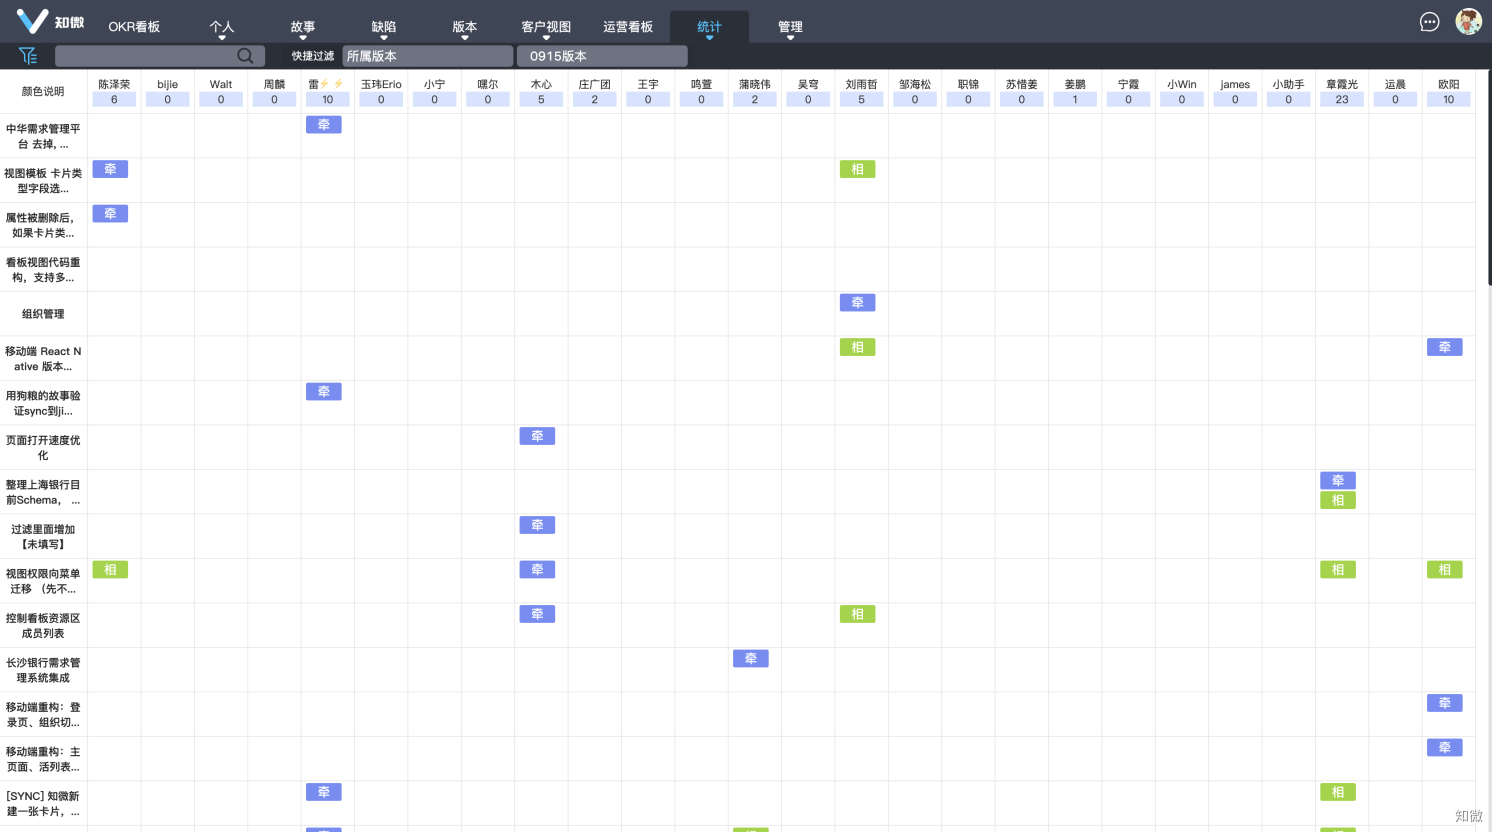 知微 OKR看板 个人 故事 缺陷 版本 客户视图 运营看板 统计 管理
快捷过滤 所属版本 0915版本
颜色说明 陈泽荣 bijie Walt 周麟 雷⚡⚡ 玉玮Erio 小宁 嘿尔 木心 庄广团 王宇 鸣萱 蒲晓伟 吴穹 刘雨哲 邹海松 职锦 苏惜姜 姜鹏 宁霞 小Win james 小助手 章霞光 运晨 欧阳
6 0 0 0 10 0 0 0 5 2 0 0 2 0 5 0 0 0 1 0 0 0 0 23 0 10
中华需求管理平 牵
台 去掉, ...
视图模板 卡片类 牵 相
型字段选...
属性被删除后, 牵
如果卡片类...
看板视图代码重
构，支持多...
组织管理 牵
移动端 React N 相 牵
ative 版本...
用狗粮的故事验 牵
证sync到ji...
页面打开速度优 牵
化
整理上海银行目 牵
前Schema， ... 相
过滤里面增加 牵
【未填写】
视图权限向菜单 相 牵 相 相
迁移 （先不...
控制看板资源区 牵 相
成员列表
长沙银行需求管 牵
理系统集成
移动端重构：登 牵
录页、组织切...
移动端重构：主 牵
页面、活列表...
[SYNC] 知微新 牵 相
建一张卡片，...
知微